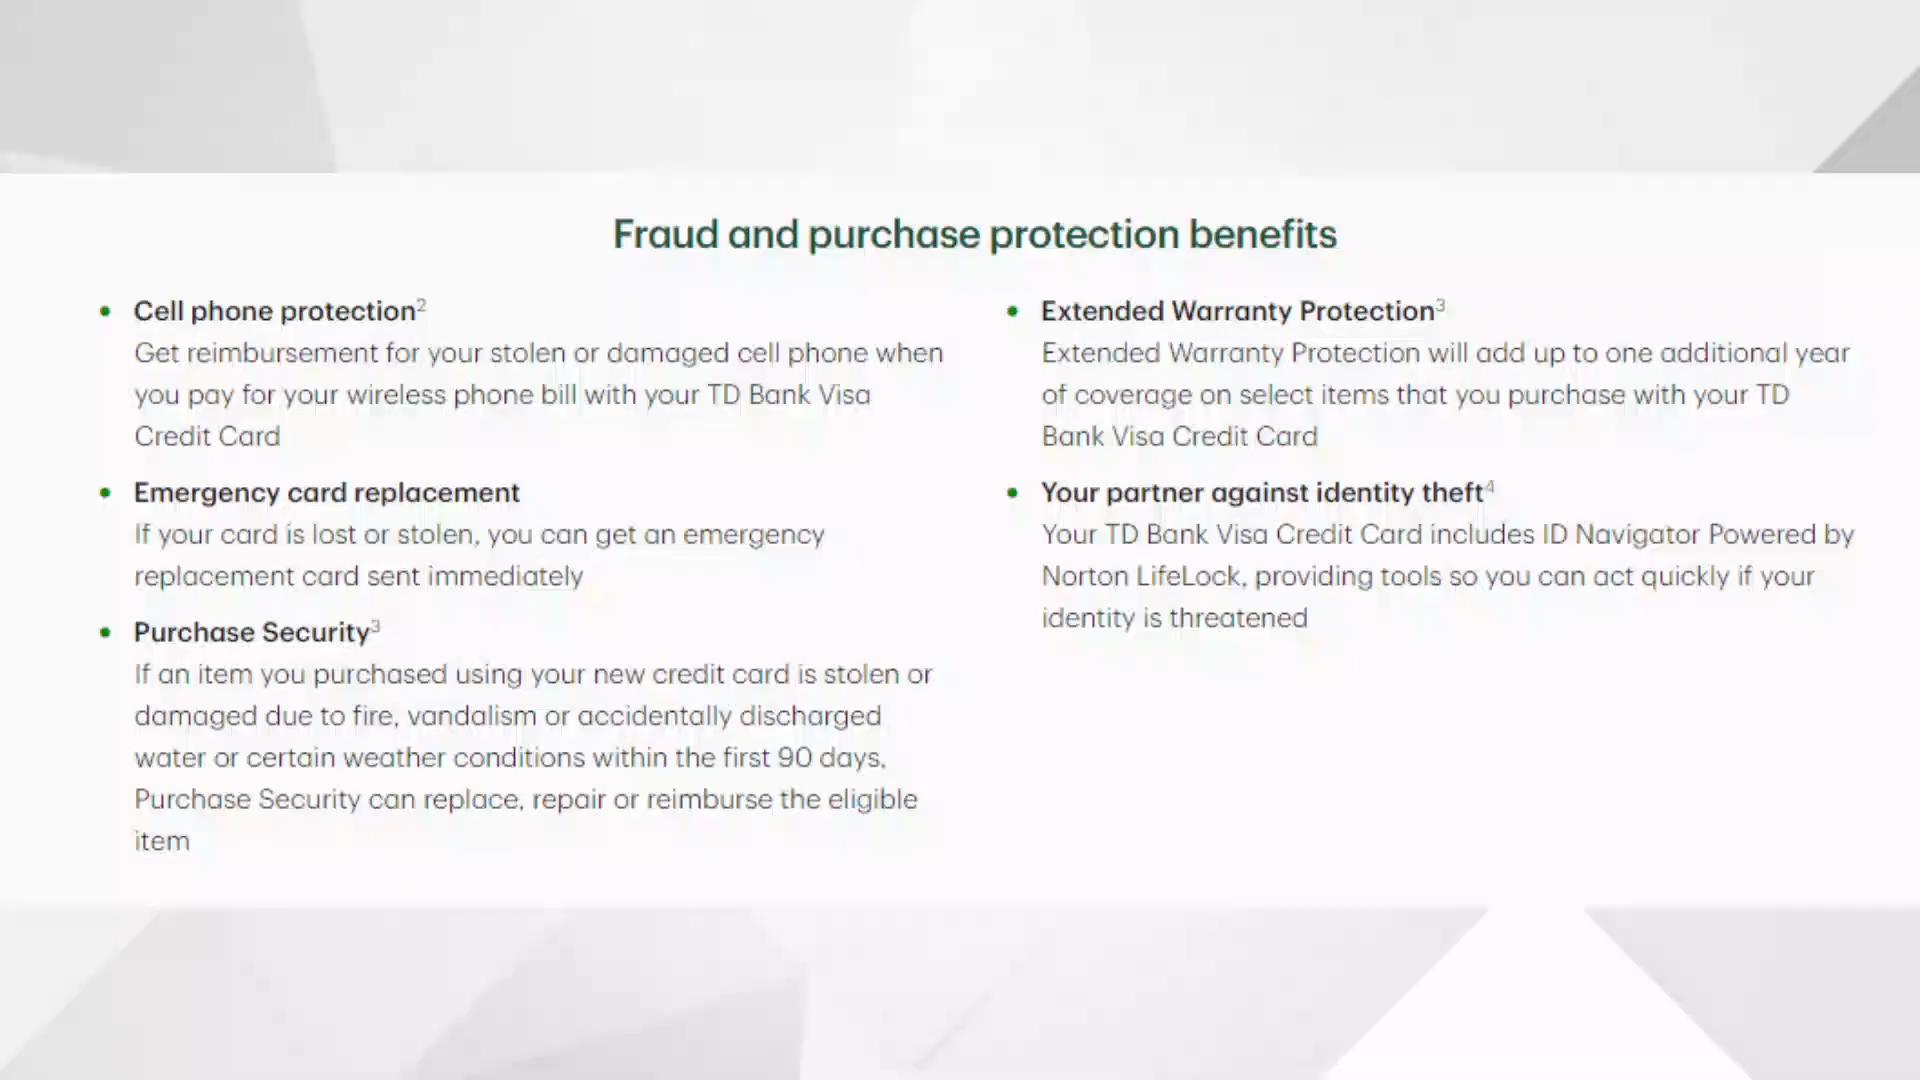 Fraud and purchase protection benefits
• Cell phone protection²
Get reimbursement for your stolen or damaged cell phone when
you pay for your wireless phone bill with your TD Bank Visa
Credit Card
• Emergency card replacement
If your card is lost or stolen, you can get an emergency
replacement card sent immediately
• Purchase Security³
If an item you purchased using your new credit card is stolen or
damaged due to fire, vandalism or accidentally discharged
water or certain weather conditions within the first 90 days,
Purchase Security can replace, repair or reimburse the eligible
item
• Extended Warranty Protection³
Extended Warranty Protection will add up to one additional year
of coverage on select items that you purchase with your TD
Bank Visa Credit Card
• Your partner against identity theft⁴
Your TD Bank Visa Credit Card includes ID Navigator Powered by
Norton LifeLock, providing tools so you can act quickly if your
identity is threatened